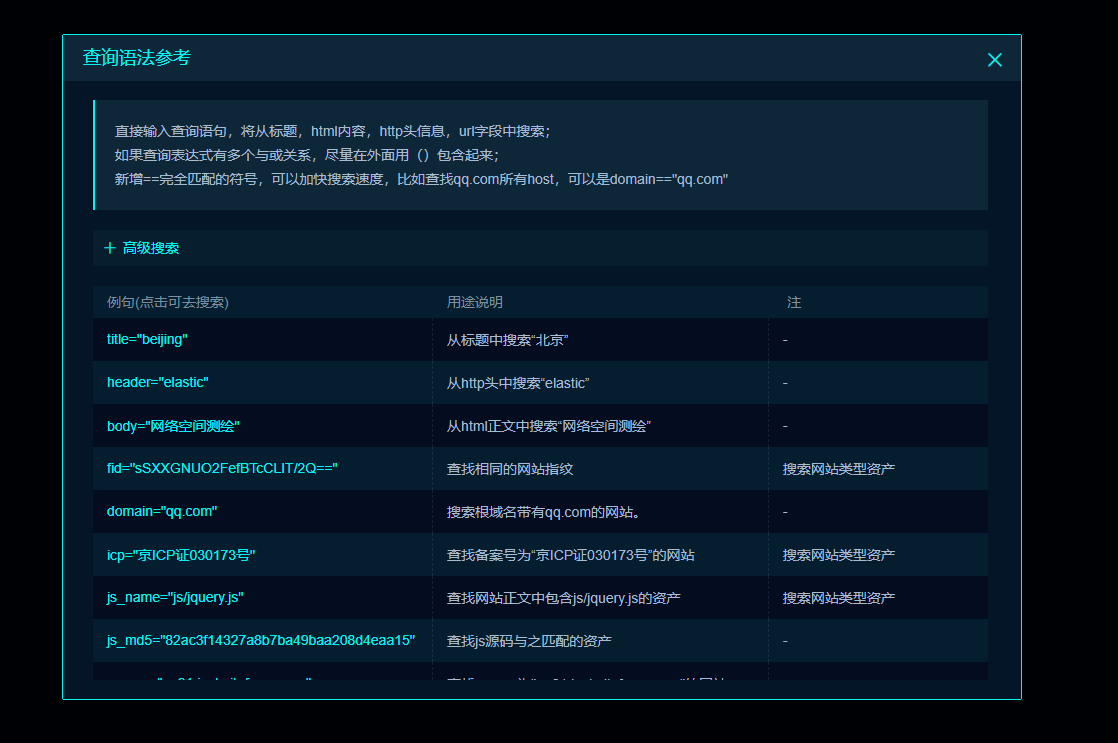 查询语法参考
直接输入查询语句，将从标题，html内容，http头信息，url字段中搜索；
如果查询表达式有多个与或关系，尽量在外面用（）包含起来；
新增==完全匹配的符号，可以加快搜索速度，比如查找qq.com所有host，可以是domain=="qq.com"
高级搜索
例句(点击可去搜索) 用途说明 注
title="beijing" 从标题中搜索“北京” -
header="elastic" 从http头中搜索“elastic” -
body="网络空间测绘" 从html正文中搜索“网络空间测绘” -
fid="sSXXGNUO2FefBTcCLIT/2Q==" 查找相同的网站指纹 搜索网站类型资产
domain="qq.com" 搜索根域名带有qq.com的网站。 -
icp="京ICP证030173号" 查找备案号为“京ICP证030173号”的网站 搜索网站类型资产
js_name="js/jquery.js" 查找网站正文中包含js/jquery.js的资产 搜索网站类型资产
js_md5="82ac3f14327a8b7ba49baa208d4eaa15" 查找js源码与之匹配的资产 -